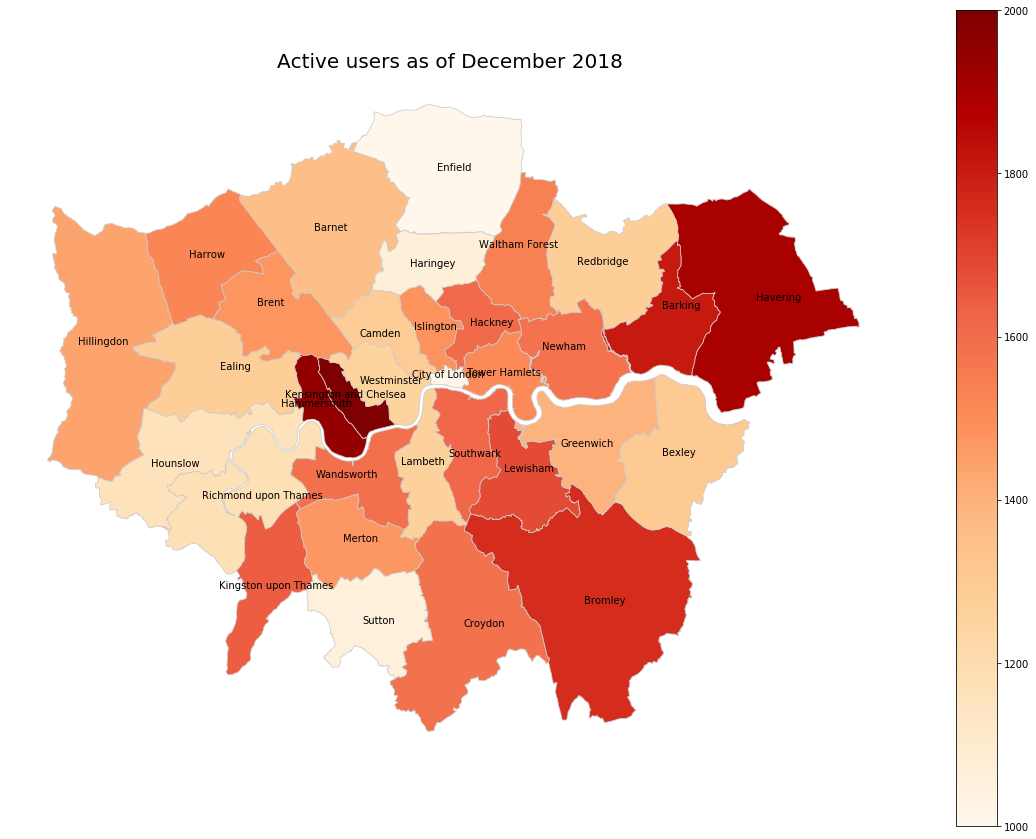 2000
Active users as of December 2018
Enfield
1800
Barnet
Waltham Forest
Harrow
Haringey
Redbridge
Havering
Brent
Barking
Hackney
Islington
Camden
1600
Hillingdon
Newham
Ealing
City of London
Tower Hamlets
Westminster
Kensington and Chelsea
Hammersmith
Greenwich
Bexley
Southwark
Lambeth
Hounslow
Lewisham
Wandsworth
Richmond upon Thames
1400
Merton
Kingston upon Thames
Bromley
Sutton
Croydon
1200
1000